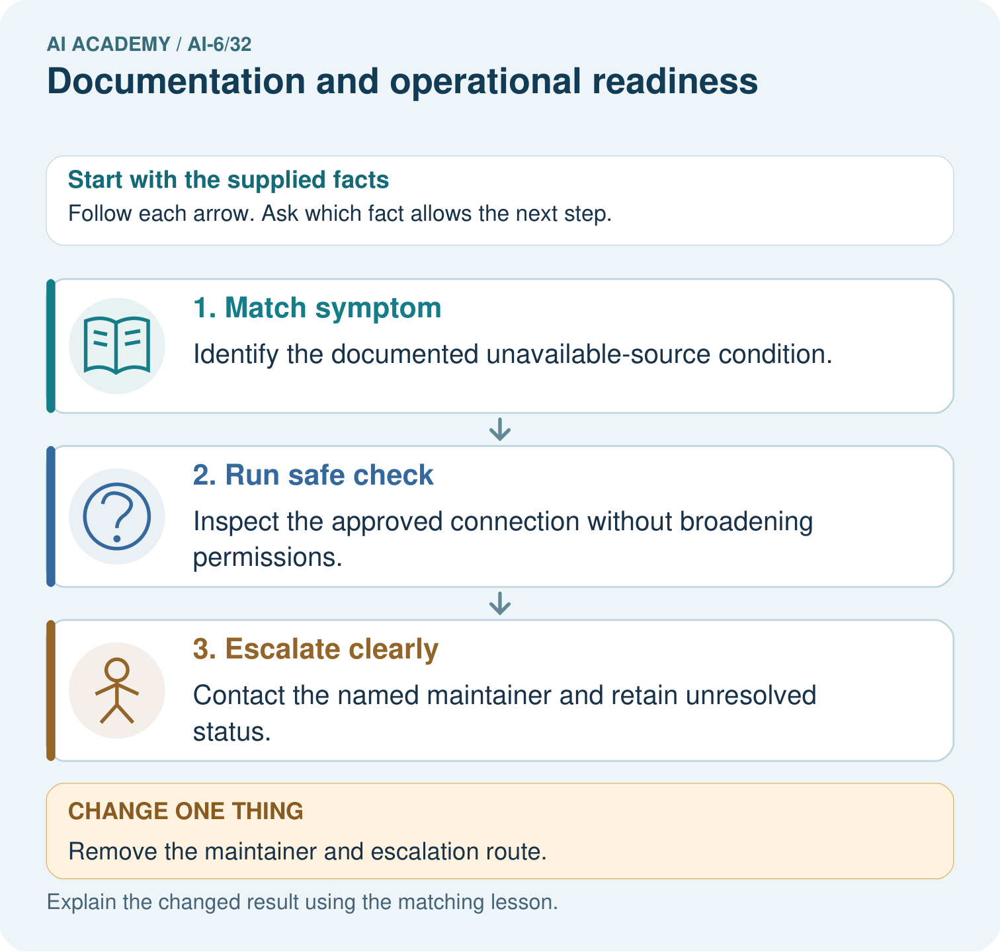 AI ACADEMY / AI-6/32
Documentation and operational readiness
Start with the supplied facts
Follow each arrow. Ask which fact allows the next step.
1. Match symptom
Identify the documented unavailable-source condition.
2. Run safe check
Inspect the approved connection without broadening
permissions.
3. Escalate clearly
Contact the named maintainer and retain unresolved
status.
CHANGE ONE THING
Remove the maintainer and escalation route.
Explain the changed result using the matching lesson.